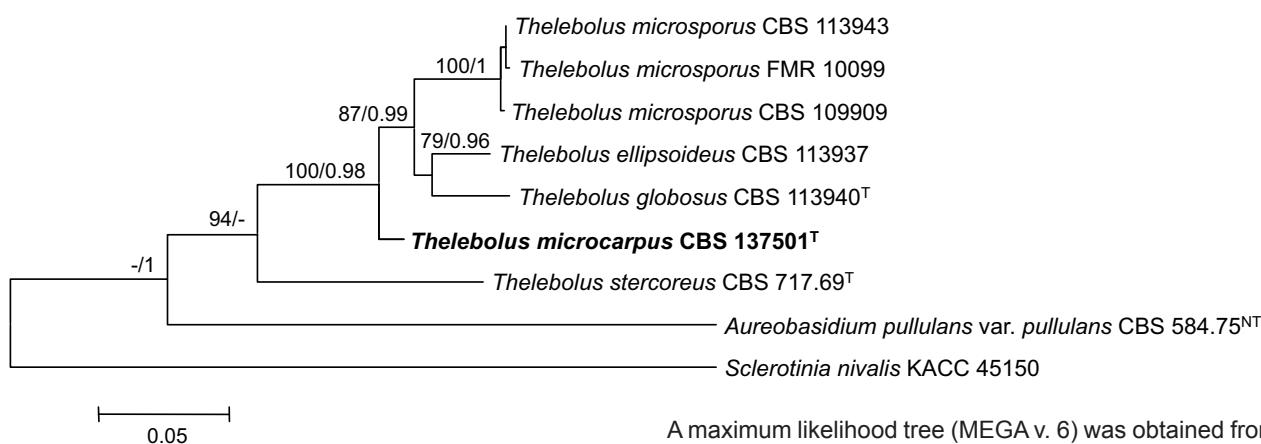 Thelebolus microsporus CBS 113943
100/1
Thelebolus microsporus FMR 10099
Thelebolus microsporus CBS 109909
87/0.99
79/0.96
Thelebolus ellipsoideus CBS 113937
100/0.98
Thelebolus globosus CBS 113940ᵀ
94/-
Thelebolus microcarpus CBS 137501ᵀ
-/1
Thelebolus stercoreus CBS 717.69ᵀ
Aureobasidium pullulans var. pullulans CBS 584.75ᴺᵀ
Sclerotinia nivalis KACC 45150
0.05
A maximum likelihood tree (MEGA v. 6) was obtained fro